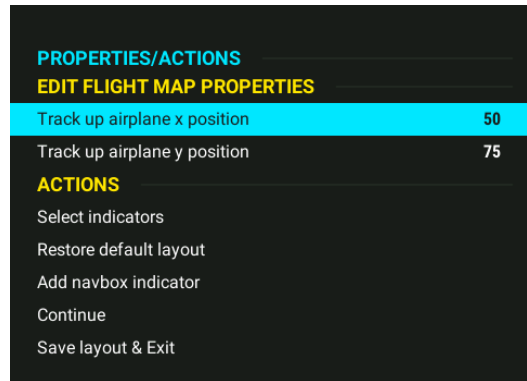 PROPERTIES/ACTIONS
EDIT FLIGHT MAP PROPERTIES
Track up airplane x position 50
Track up airplane y position 75
ACTIONS
Select indicators
Restore default layout
Add navbox indicator
Continue
Save layout & Exit